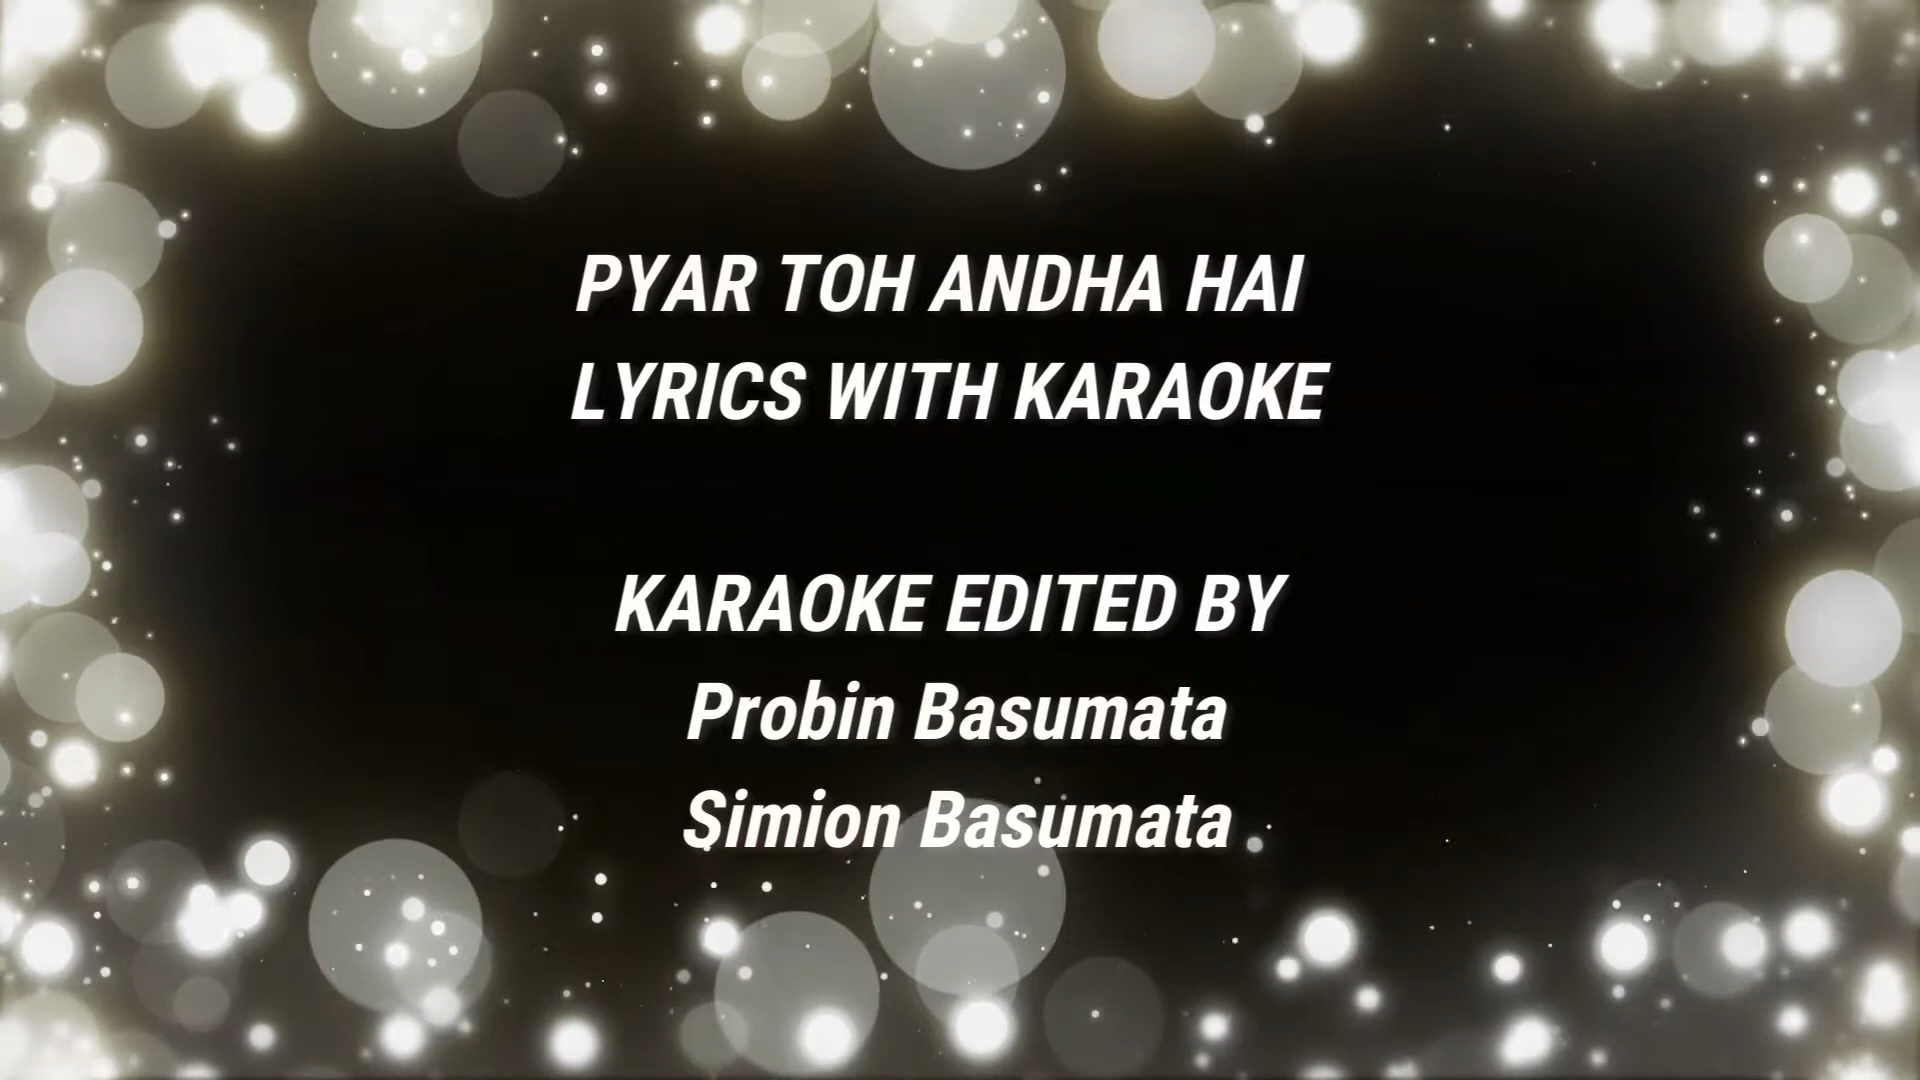 PYAR TOH ANDHA HAI
LYRICS WITH KARAOKE
KARAOKE EDITED BY
Probin Basumata
Simion Basumata